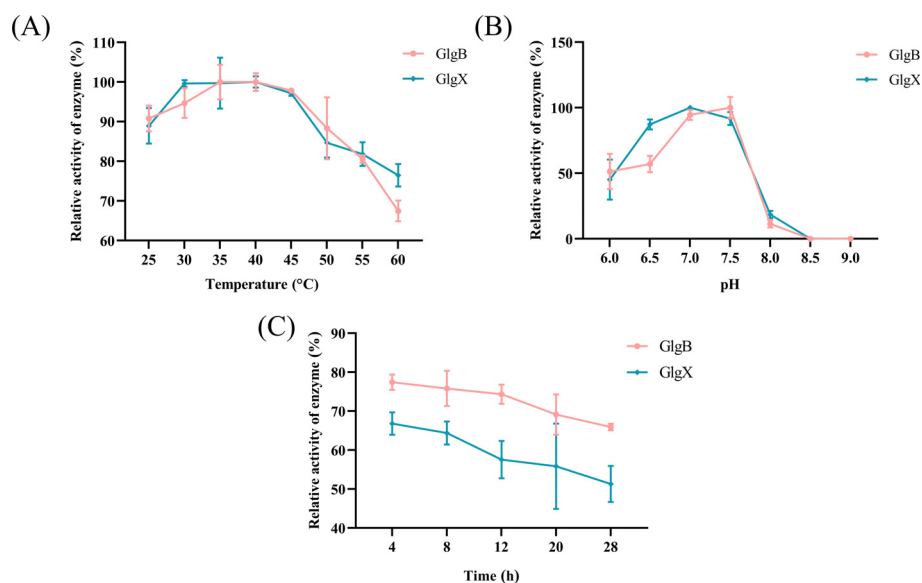 (A)
Relative activity of enzyme (%)
110
100
90
80
70
60
25 30 35 40 45 50 55 60
Temperature (°C)
GlgB
GlgX
(B)
Relative activity of enzyme (%)
150
100
50
0
6.0 6.5 7.0 7.5 8.0 8.5 9.0
pH
GlgB
GlgX
(C)
Relative activity of enzyme (%)
90
80
70
60
50
40
4 8 12 20 28
Time (h)
GlgB
GlgX